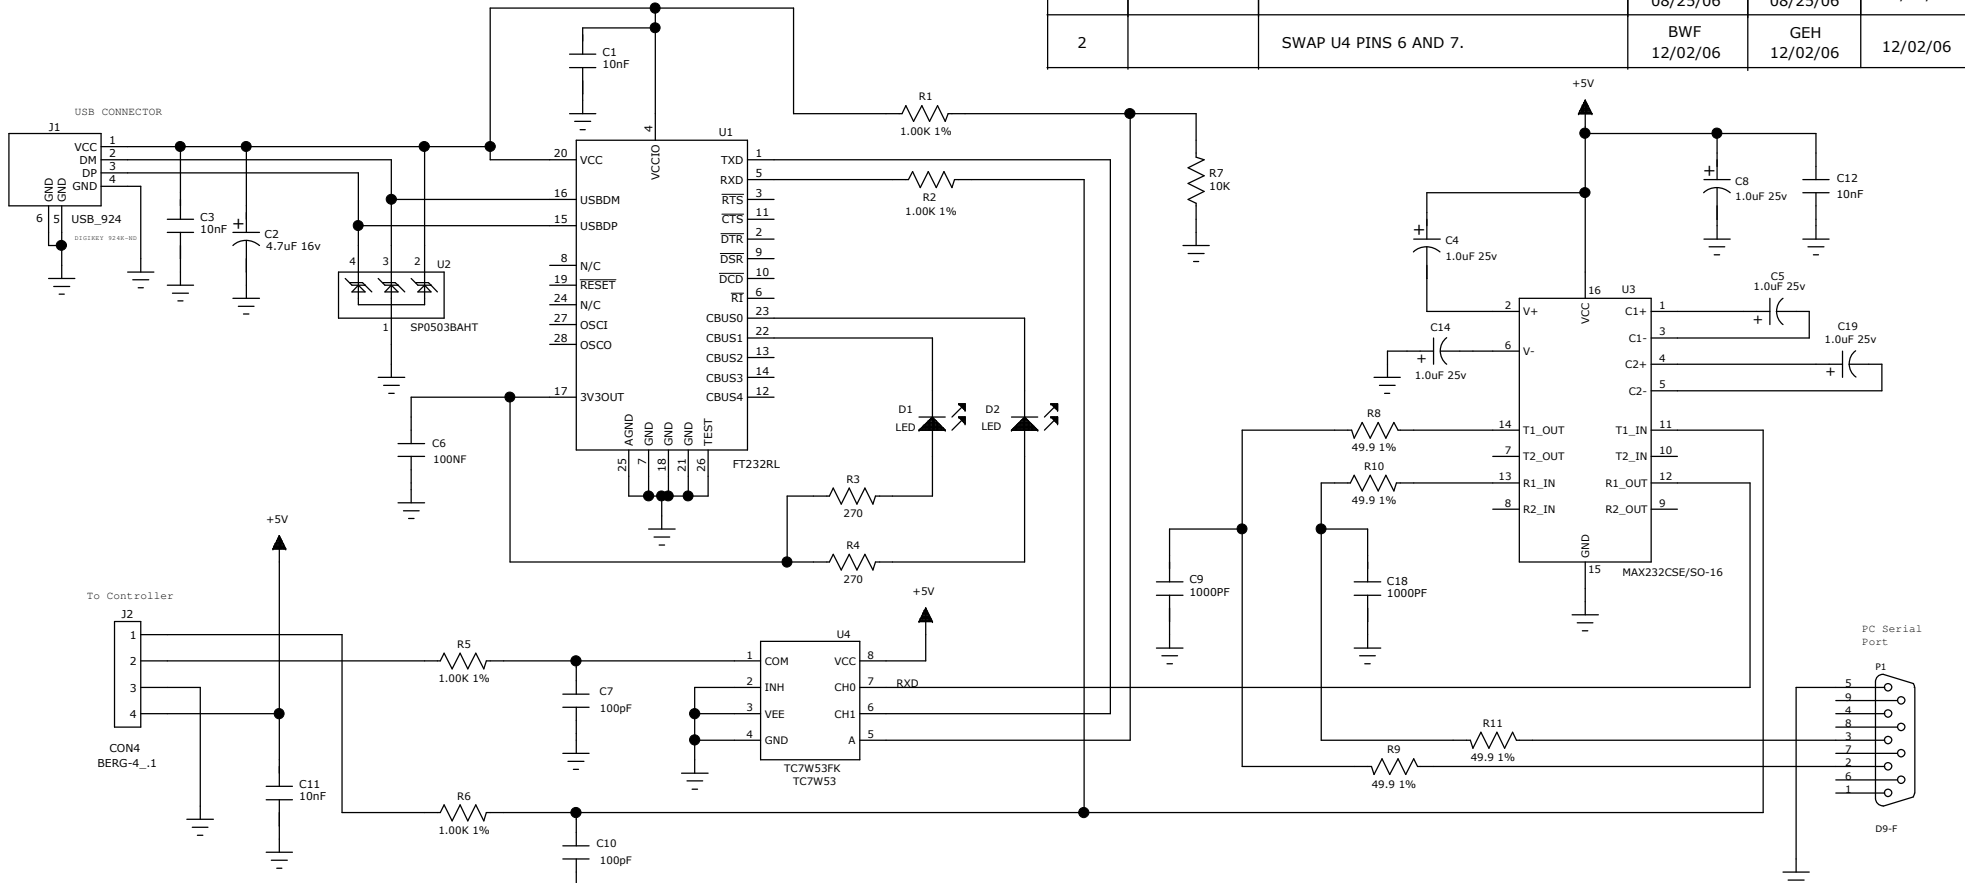 08/25/06 08/25/06
2 SWAP U4 PINS 6 AND 7. BWF 12/02/06 GEH 12/02/06 12/02/06
USB CONNECTOR
J1
VCC 1
DM 2
DP 3
GND 4
GND GND
6 5
USB_924
DIGIKEY 924K-ND
C3
10nF
C2
4.7uF 16v
C1
10nF
4 3 2 U2
1
SP0503BAHT
U1
4
VCCIO
20 VCC
16 USBDM
15 USBDP
8 N/C
19 RESET
24 N/C
27 OSCI
28 OSCO
17 3V3OUT
TXD 1
RXD 5
RTS 3
CTS 11
DTR 2
DSR 9
DCD 10
RI 6
CBUS0 23
CBUS1 22
CBUS2 13
CBUS3 14
CBUS4 12
AGND GND GND GND TEST
25 7 18 21 26
FT232RL
R1
1.00K 1%
R2
1.00K 1%
R7
10K
C6
100NF
D1
LED
D2
LED
R3
270
R4
270
+5V
C4
1.0uF 25v
C8
1.0uF 25v
C12
10nF
C14
1.0uF 25v
C5
1.0uF 25v
C19
1.0uF 25v
U3
16
VCC
2 V+
6 V-
14 T1_OUT
7 T2_OUT
13 R1_IN
8 R2_IN
C1+ 1
C1- 3
C2+ 4
C2- 5
T1_IN 11
T2_IN 10
R1_OUT 12
R2_OUT 9
GND
15
MAX232CSE/SO-16
R8
49.9 1%
R10
49.9 1%
C9
1000PF
C18
1000PF
+5V
To Controller
J2
1
2
3
4
CON4
BERG-4_.1
C11
10nF
R5
1.00K 1%
C7
100pF
R6
1.00K 1%
C10
100pF
+5V
U4
1 COM
2 INH
3 VEE
4 GND
VCC 8
CH0 7 RXD
CH1 6
A 5
TC7W53FK
TC7W53
R11
49.9 1%
R9
49.9 1%
PC Serial
Port
P1
5
9
4
8
3
7
2
6
1
D9-F